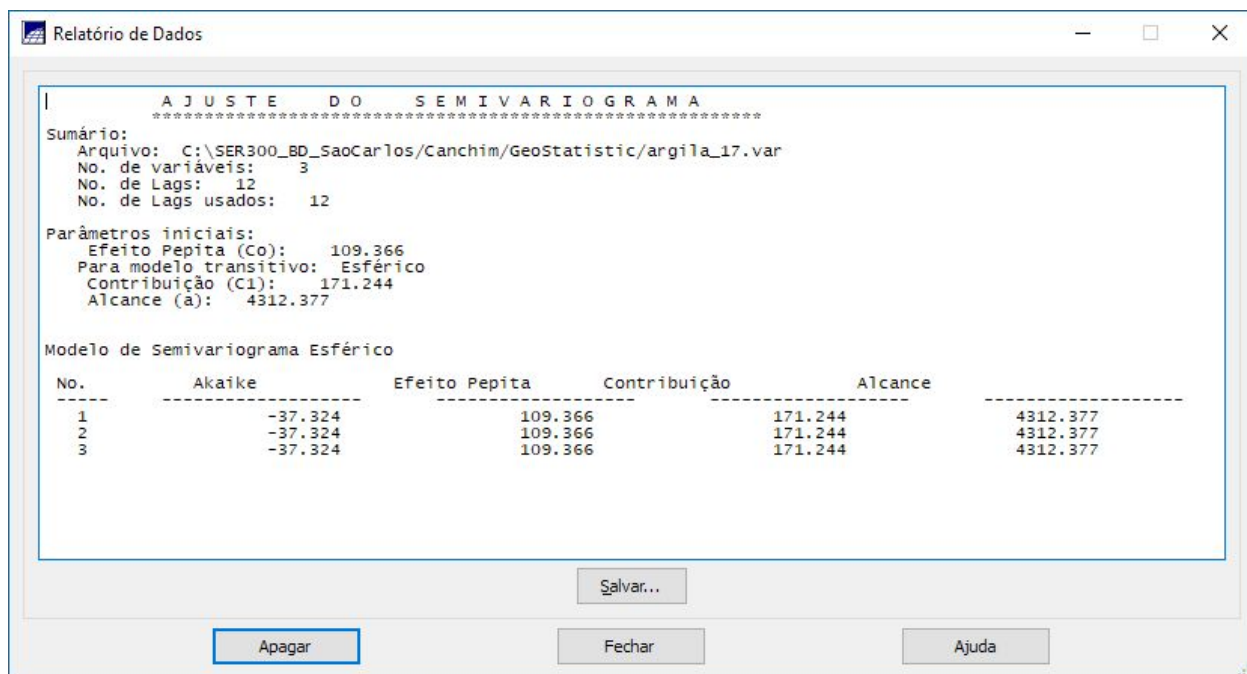 Relatório de Dados
A J U S T E D O S E M I V A R I O G R A M A
**********************************************************
Sumário:
Arquivo: C:\SER300_BD_SaoCarlos/Canchim/GeoStatistic/argila_17.var
No. de variáveis: 3
No. de Lags: 12
No. de Lags usados: 12
Parâmetros iniciais:
Efeito Pepita (Co): 109.366
Para modelo transitivo: Esférico
Contribuição (C1): 171.244
Alcance (a): 4312.377
Modelo de Semivariograma Esférico
No. Akaike Efeito Pepita Contribuição Alcance
----- ------------------- ------------------- ------------------- -------------------
1 -37.324 109.366 171.244 4312.377
2 -37.324 109.366 171.244 4312.377
3 -37.324 109.366 171.244 4312.377
Salvar...
Apagar Fechar Ajuda